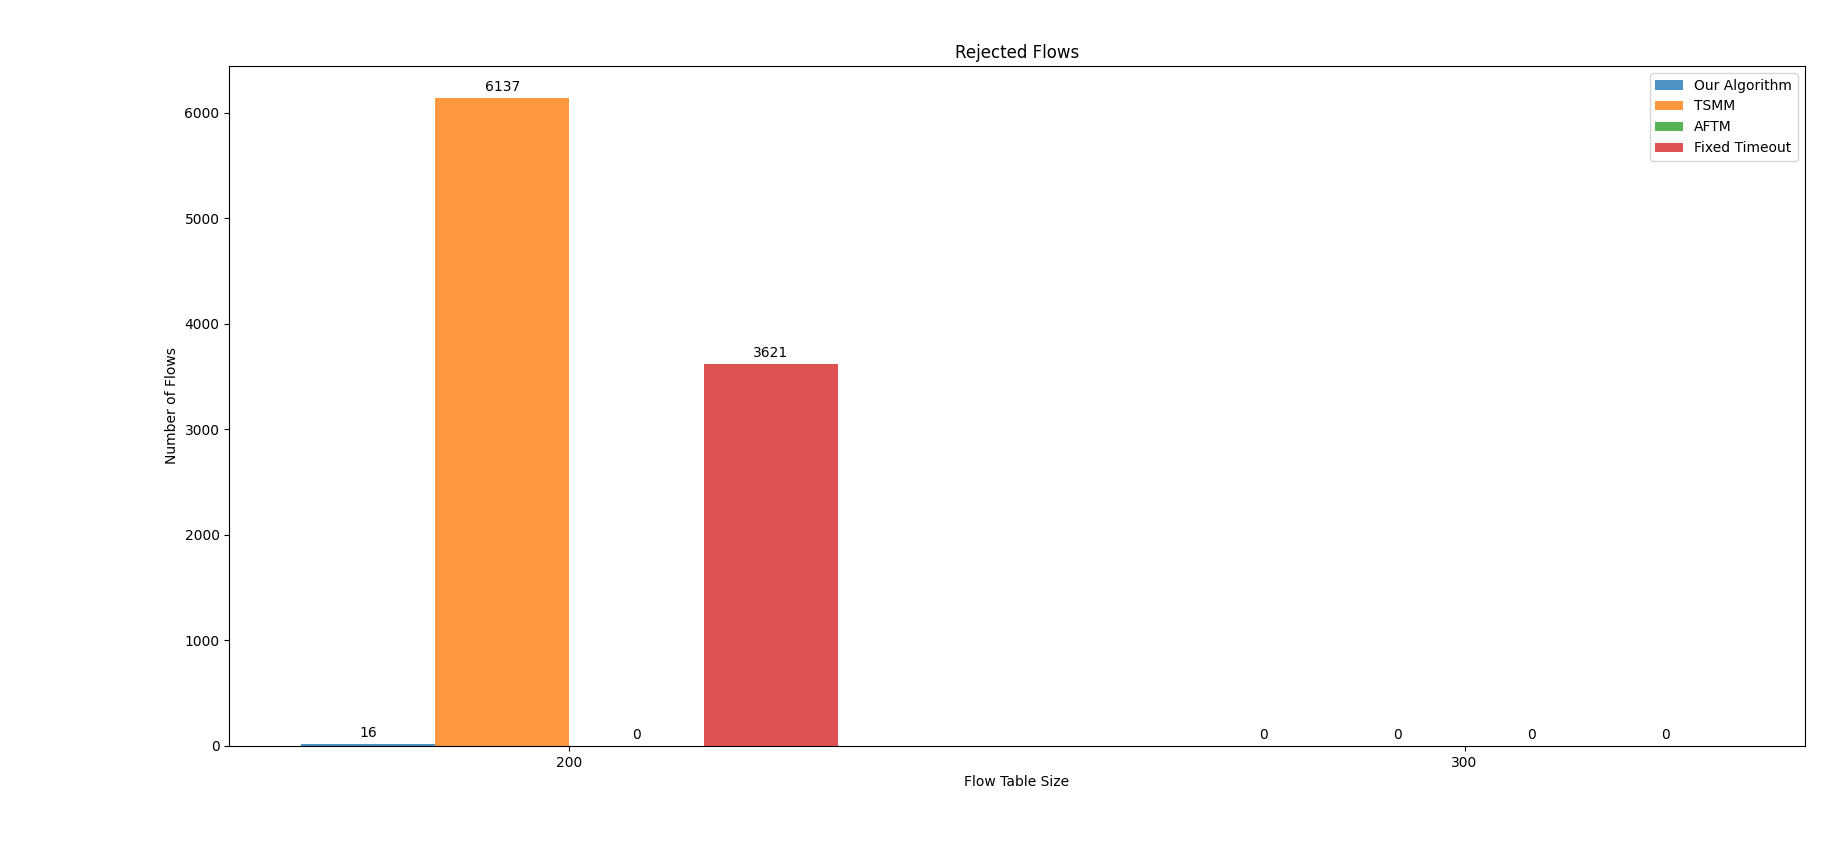 Rejected Flows
Our Algorithm
TSMM
AFTM
Fixed Timeout
6137
3621
16
0
0
0
0
0
6000
5000
4000
3000
2000
1000
0
Number of Flows
200
300
Flow Table Size